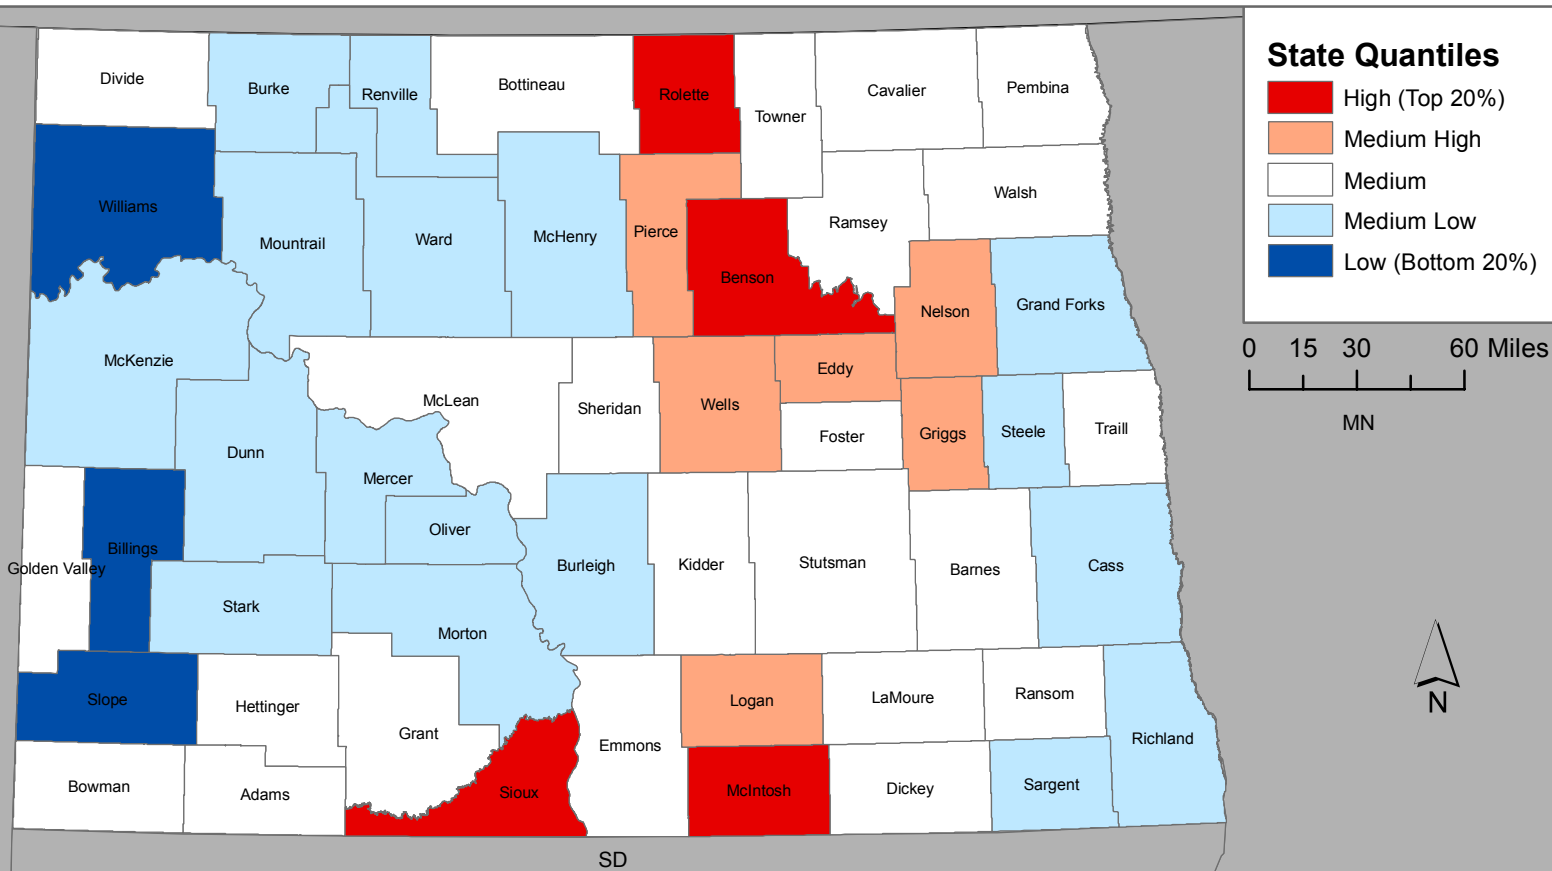 State Quantiles
High (Top 20%)
Medium High
Medium
Medium Low
Low (Bottom 20%)
0 15 30 60 Miles
MN
N
SD
Divide
Burke
Renville
Bottineau
Rolette
Towner
Cavalier
Pembina
Williams
Mountrail
Ward
McHenry
Pierce
Benson
Ramsey
Walsh
Nelson
Grand Forks
McKenzie
McLean
Sheridan
Wells
Eddy
Foster
Griggs
Steele
Traill
Dunn
Mercer
Oliver
Golden Valley
Billings
Stark
Morton
Burleigh
Kidder
Stutsman
Barnes
Cass
Slope
Hettinger
Grant
Emmons
Logan
LaMoure
Ransom
Richland
Bowman
Adams
Sioux
McIntosh
Dickey
Sargent